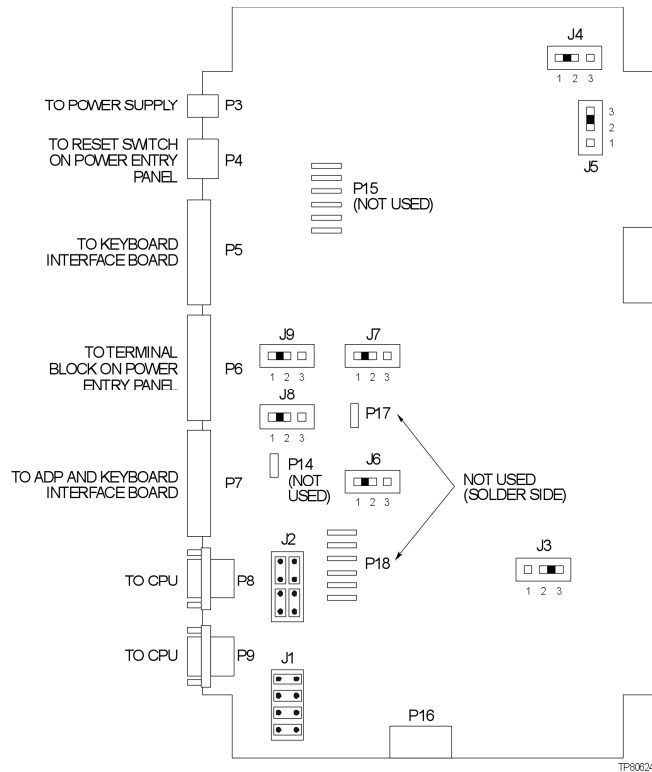 J4
1 2 3
TO POWER SUPPLY P3
3
2
1
J5
TO RESET SWITCH
ON POWER ENTRY
PANEL
P4
P15
(NOT USED)
TO KEYBOARD
INTERFACE BOARD
P5
J9
1 2 3
J7
1 2 3
TO TERMINAL
BLOCK ON POWER
ENTRY PANEL
P6
J8
1 2 3
P17
P14
(NOT
USED)
J6
1 2 3
TO ADP AND KEYBOARD
INTERFACE BOARD
P7
NOT USED
(SOLDER SIDE)
J2
P18
J3
1 2 3
TO CPU P8
TO CPU P9
J1
P16
TP80624